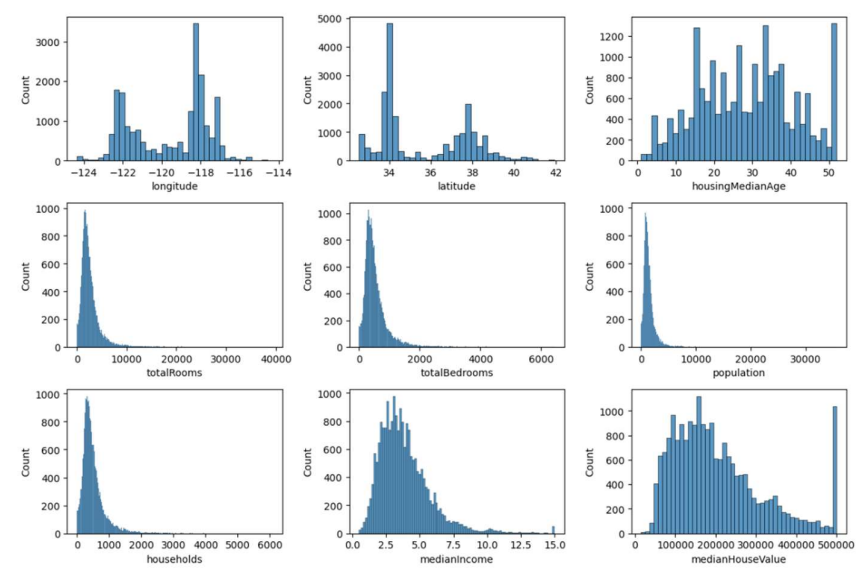 Count
3000
2000
1000
0
−124 −122 −120 −118 −116 −114
longitude
Count
5000
4000
3000
2000
1000
0
34 36 38 40 42
latitude
Count
1200
1000
800
600
400
200
0
0 10 20 30 40 50
housingMedianAge
Count
1000
800
600
400
200
0
0 10000 20000 30000 40000
totalRooms
Count
1000
800
600
400
200
0
0 2000 4000 6000
totalBedrooms
Count
1000
800
600
400
200
0
0 10000 20000 30000
population
Count
1000
800
600
400
200
0
0 1000 2000 3000 4000 5000 6000
households
Count
1000
800
600
400
200
0
0.0 2.5 5.0 7.5 10.0 12.5 15.0
medianIncome
Count
1000
800
600
400
200
0
0 100000 200000 300000 400000 500000
medianHouseValue